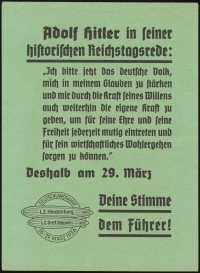 Adolf Hitler in seiner
historischen Reichstagsrede:
„Ich bitte jetzt das deutsche Volk,
mich in meinem Glauben zu stärken
und mir durch die Kraft seines Willens
auch weiterhin die eigene Kraft zu
geben, um für seine Ehre und seine
Freiheit jederzeit mutig eintreten und
für sein wirtschaftliches Wohlergehen
sorgen zu können.“
Deshalb am 29. März
Deine Stimme
dem Führer!
DEUTSCHLANDFAHRT
L.Z. Hindenburg
L.Z. Graf Zeppelin